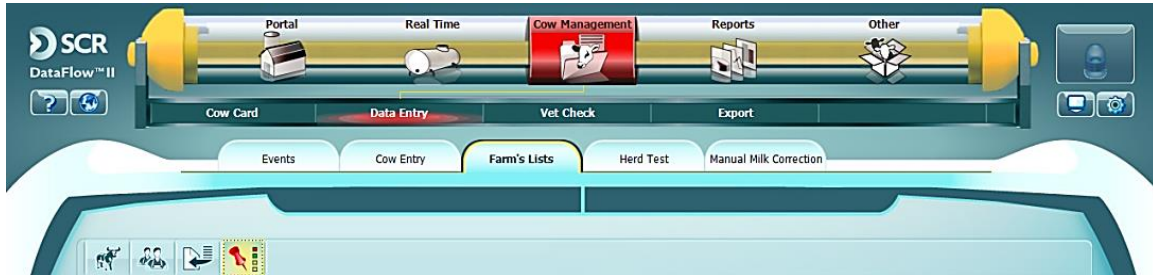 Portal Real Time Cow Management Reports Other
SCR
DataFlow™II
?
Cow Card Data Entry Vet Check Export
Events Cow Entry Farm's Lists Herd Test Manual Milk Correction